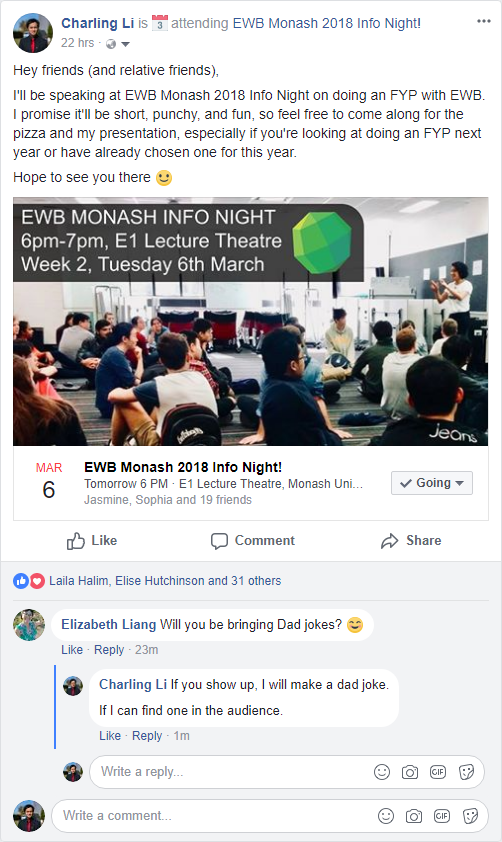 Charling Li is 3 attending EWB Monash 2018 Info Night!
22 hrs ·
Hey friends (and relative friends),
I'll be speaking at EWB Monash 2018 Info Night on doing an FYP with EWB.
I promise it'll be short, punchy, and fun, so feel free to come along for the
pizza and my presentation, especially if you're looking at doing an FYP next
year or have already chosen one for this year.
Hope to see you there
EWB MONASH INFO NIGHT
6pm-7pm, E1 Lecture Theatre
Week 2, Tuesday 6th March
Jeans
MAR
6
EWB Monash 2018 Info Night!
Tomorrow 6 PM · E1 Lecture Theatre, Monash Uni...
Jasmine, Sophia and 19 friends
Going
Like Comment Share
Laila Halim, Elise Hutchinson and 31 others
Elizabeth Liang Will you be bringing Dad jokes?
Like · Reply · 23m
Charling Li If you show up, I will make a dad joke.
If I can find one in the audience.
Like · Reply · 1m
Write a reply...
GIF
Write a comment...
GIF